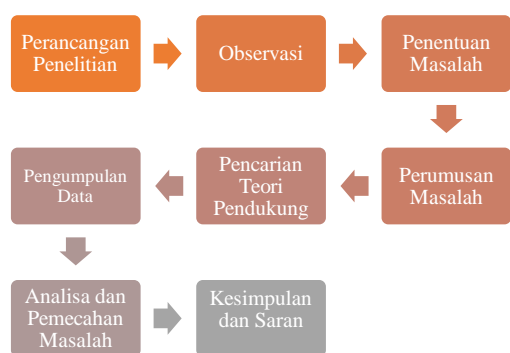 Perancangan
Penelitian
Observasi
Penentuan
Masalah
Perumusan
Masalah
Pencarian
Teori
Pendukung
Pengumpulan
Data
Analisa dan
Pemecahan
Masalah
Kesimpulan
dan Saran